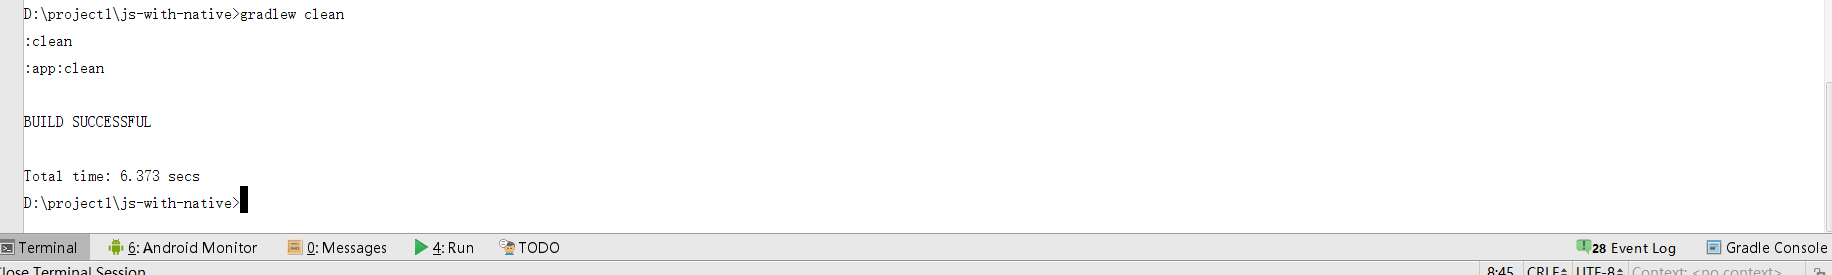 D:\project1\js-with-native>gradlew clean
:clean
:app:clean
BUILD SUCCESSFUL
Total time: 6.373 secs
D:\project1\js-with-native>
Terminal 6: Android Monitor 0: Messages 4: Run TODO 28 Event Log Gradle Console
lose Terminal Session 8:45 CRLF UTF-8 Context: <no context>